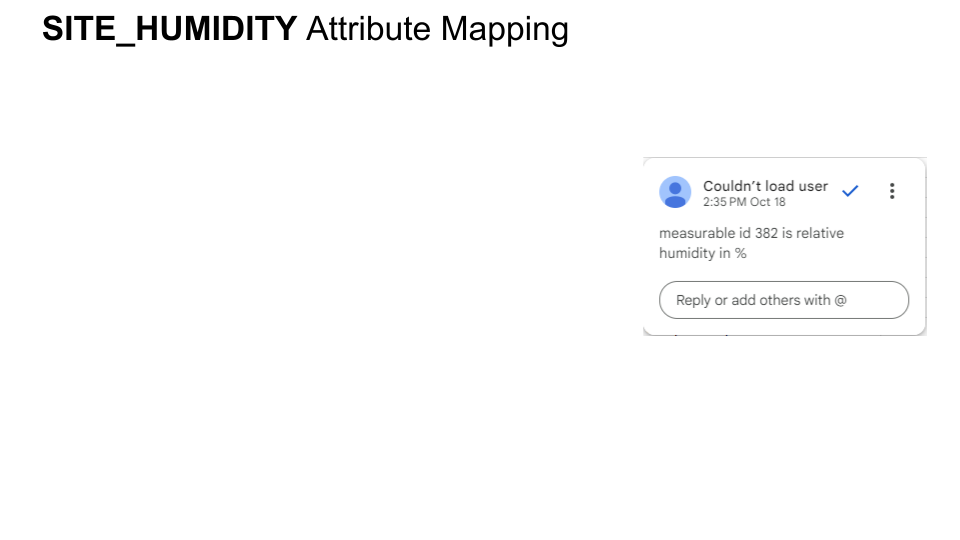 SITE_HUMIDITY Attribute Mapping
Couldn't load user
2:35 PM Oct 18
measurable id 382 is relative
humidity in %
Reply or add others with @